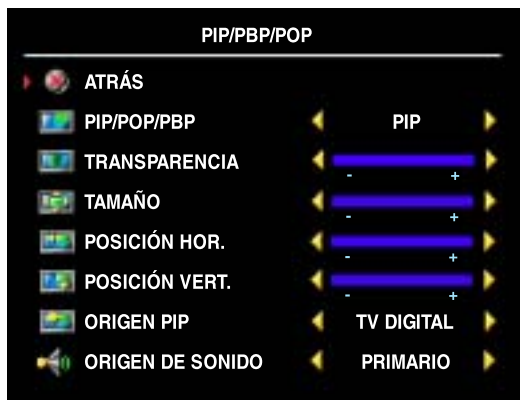 PIP/PBP/POP
ATRÁS
PIP/POP/PBP PIP
TRANSPARENCIA
- +
TAMAÑO
- +
POSICIÓN HOR.
- +
POSICIÓN VERT.
- +
ORIGEN PIP TV DIGITAL
ORIGEN DE SONIDO PRIMARIO